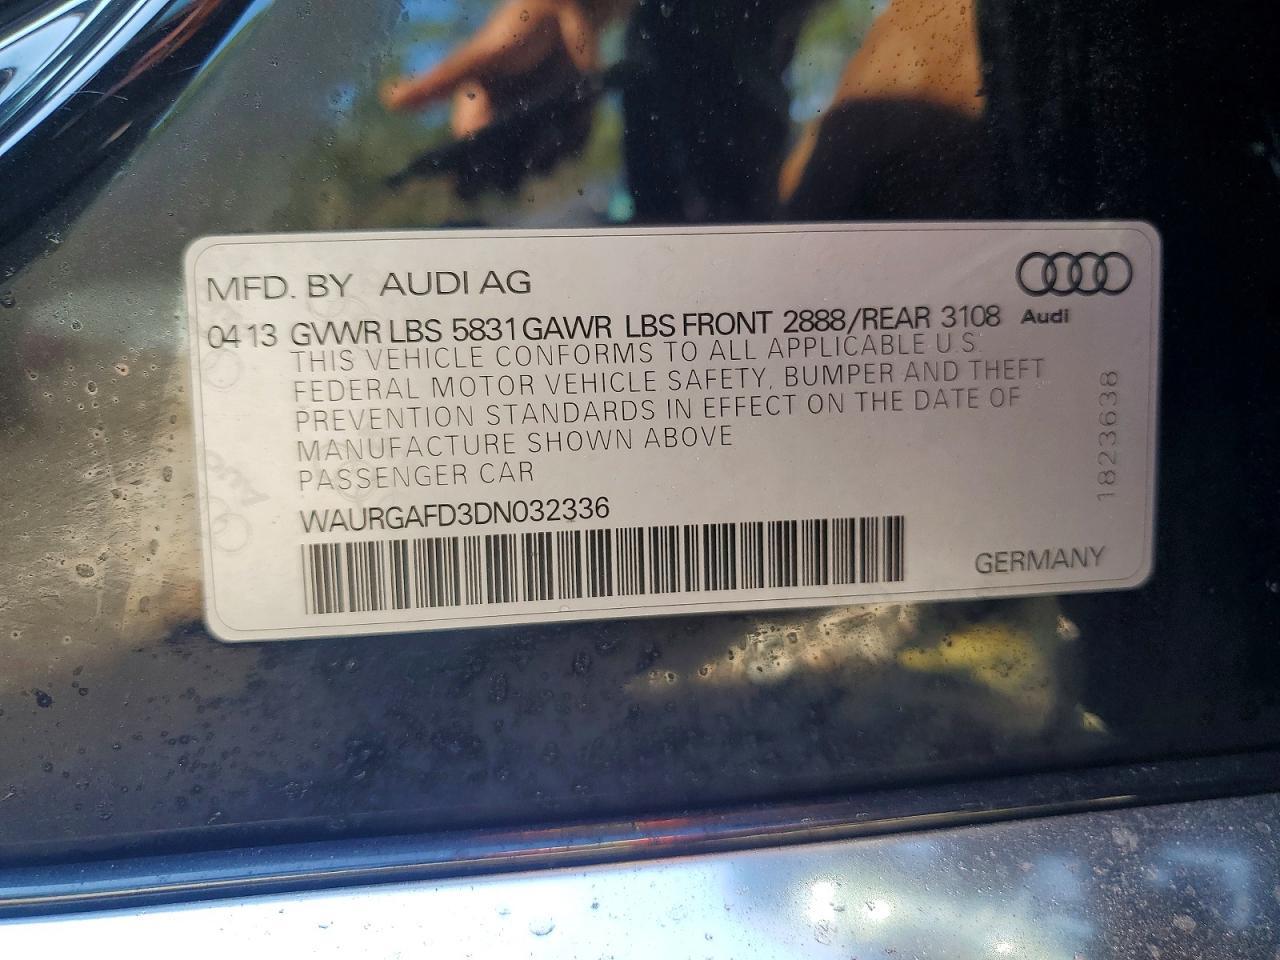 MFD. BY AUDI AG
04 13 GVWR LBS 5831 GAWR LBS FRONT 2888/REAR 3108
Audi
THIS VEHICLE CONFORMS TO ALL APPLICABLE U.S.
FEDERAL MOTOR VEHICLE SAFETY, BUMPER AND THEFT
PREVENTION STANDARDS IN EFFECT ON THE DATE OF
MANUFACTURE SHOWN ABOVE
PASSENGER CAR
WAURGAFD3DN032336
GERMANY
1823638